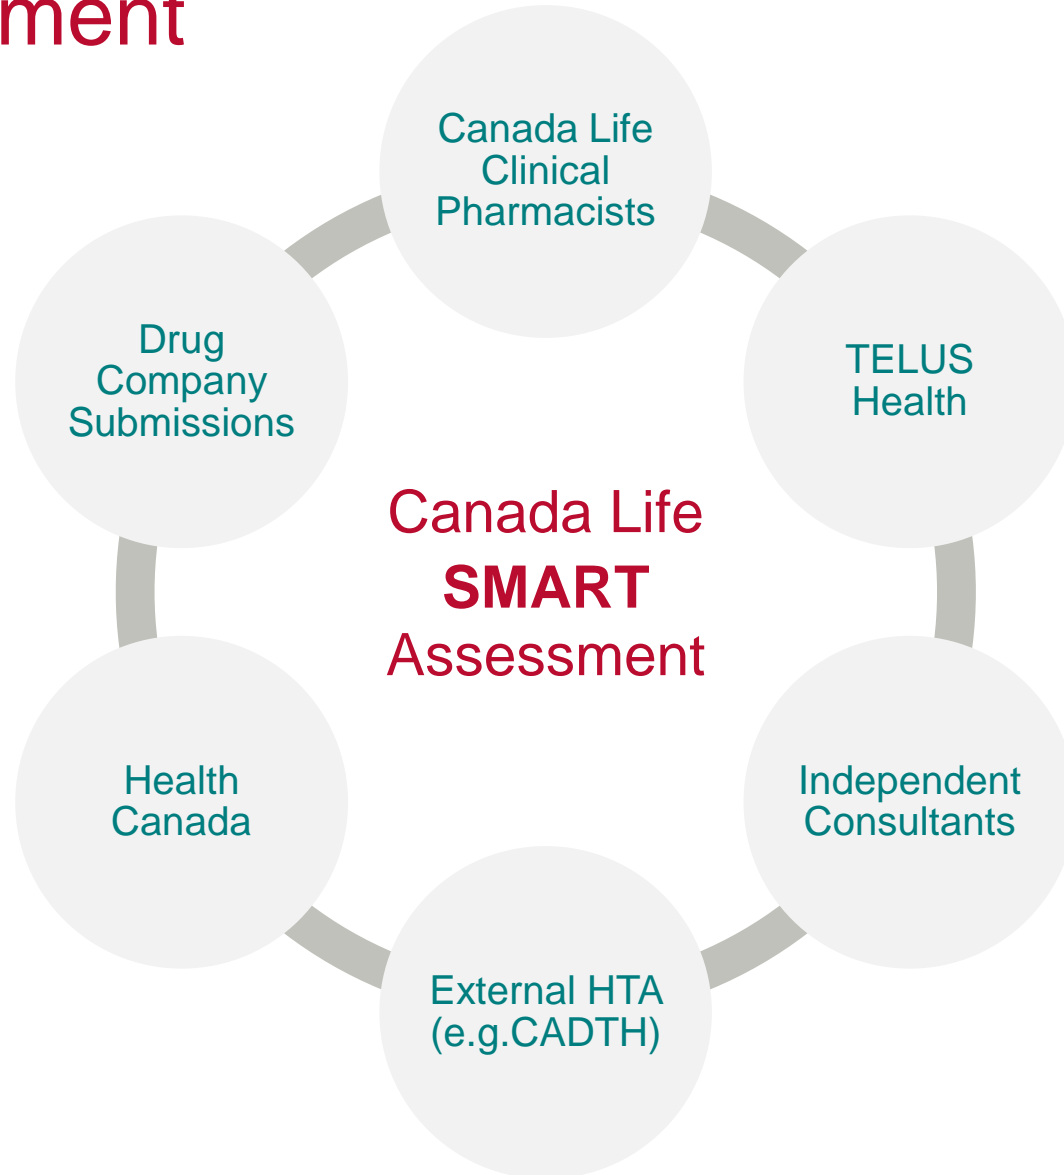 ment
Canada Life
Clinical
Pharmacists
Drug
Company
Submissions
TELUS
Health
Canada Life
SMART
Assessment
Health
Canada
Independent
Consultants
External HTA
(e.g.CADTH)